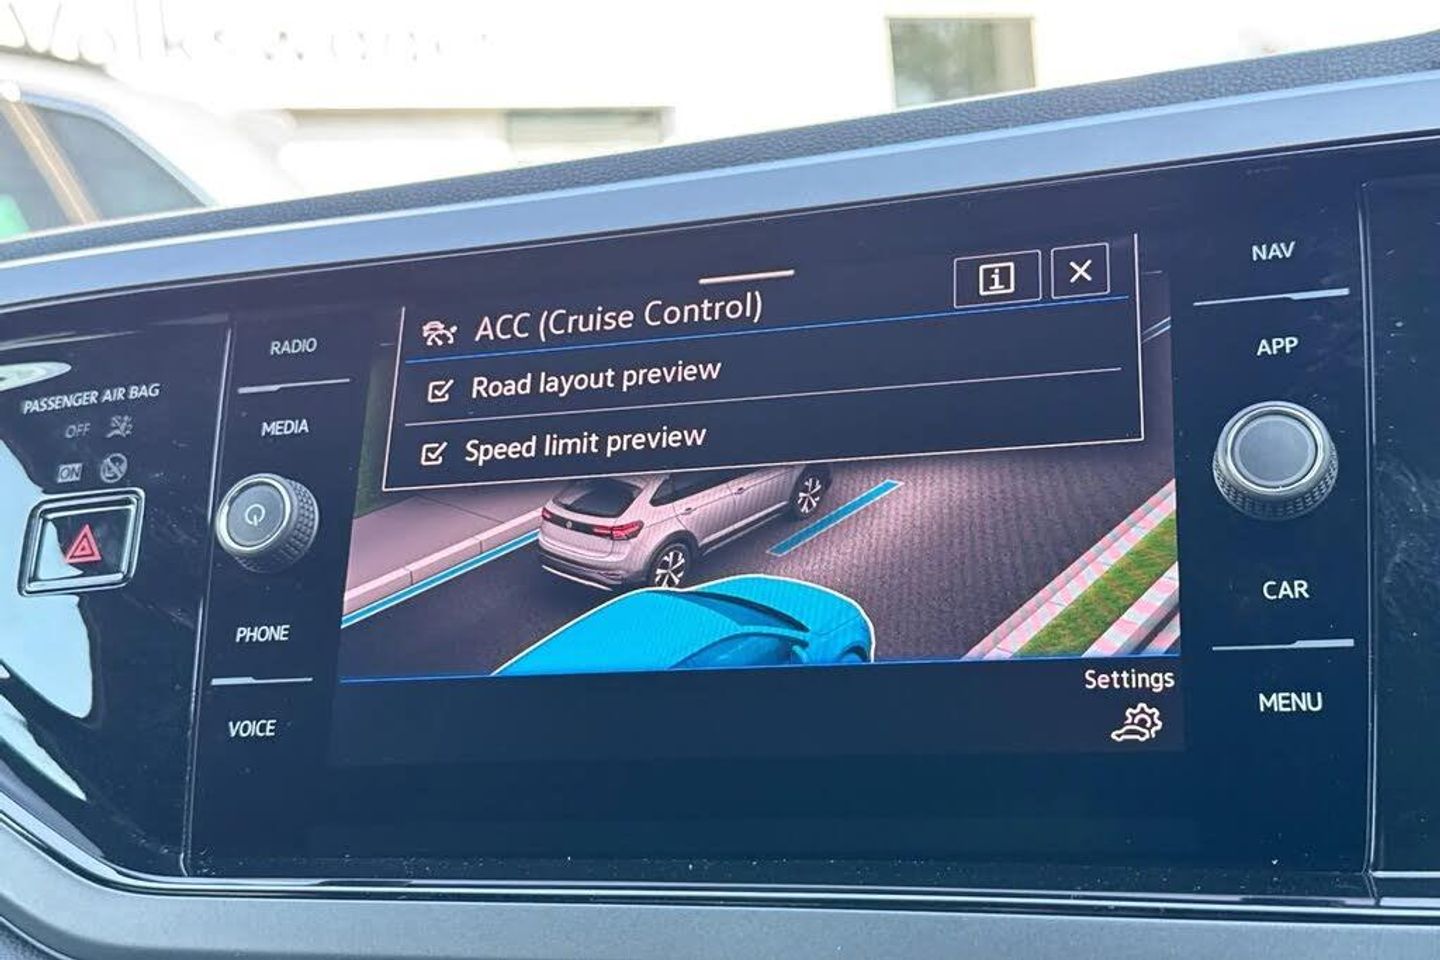 Volkswagen
PASSENGER AIR BAG
OFF
ON
RADIO
MEDIA
PHONE
VOICE
ACC (Cruise Control)
Road layout preview
Speed limit preview
Settings
NAV
APP
CAR
MENU